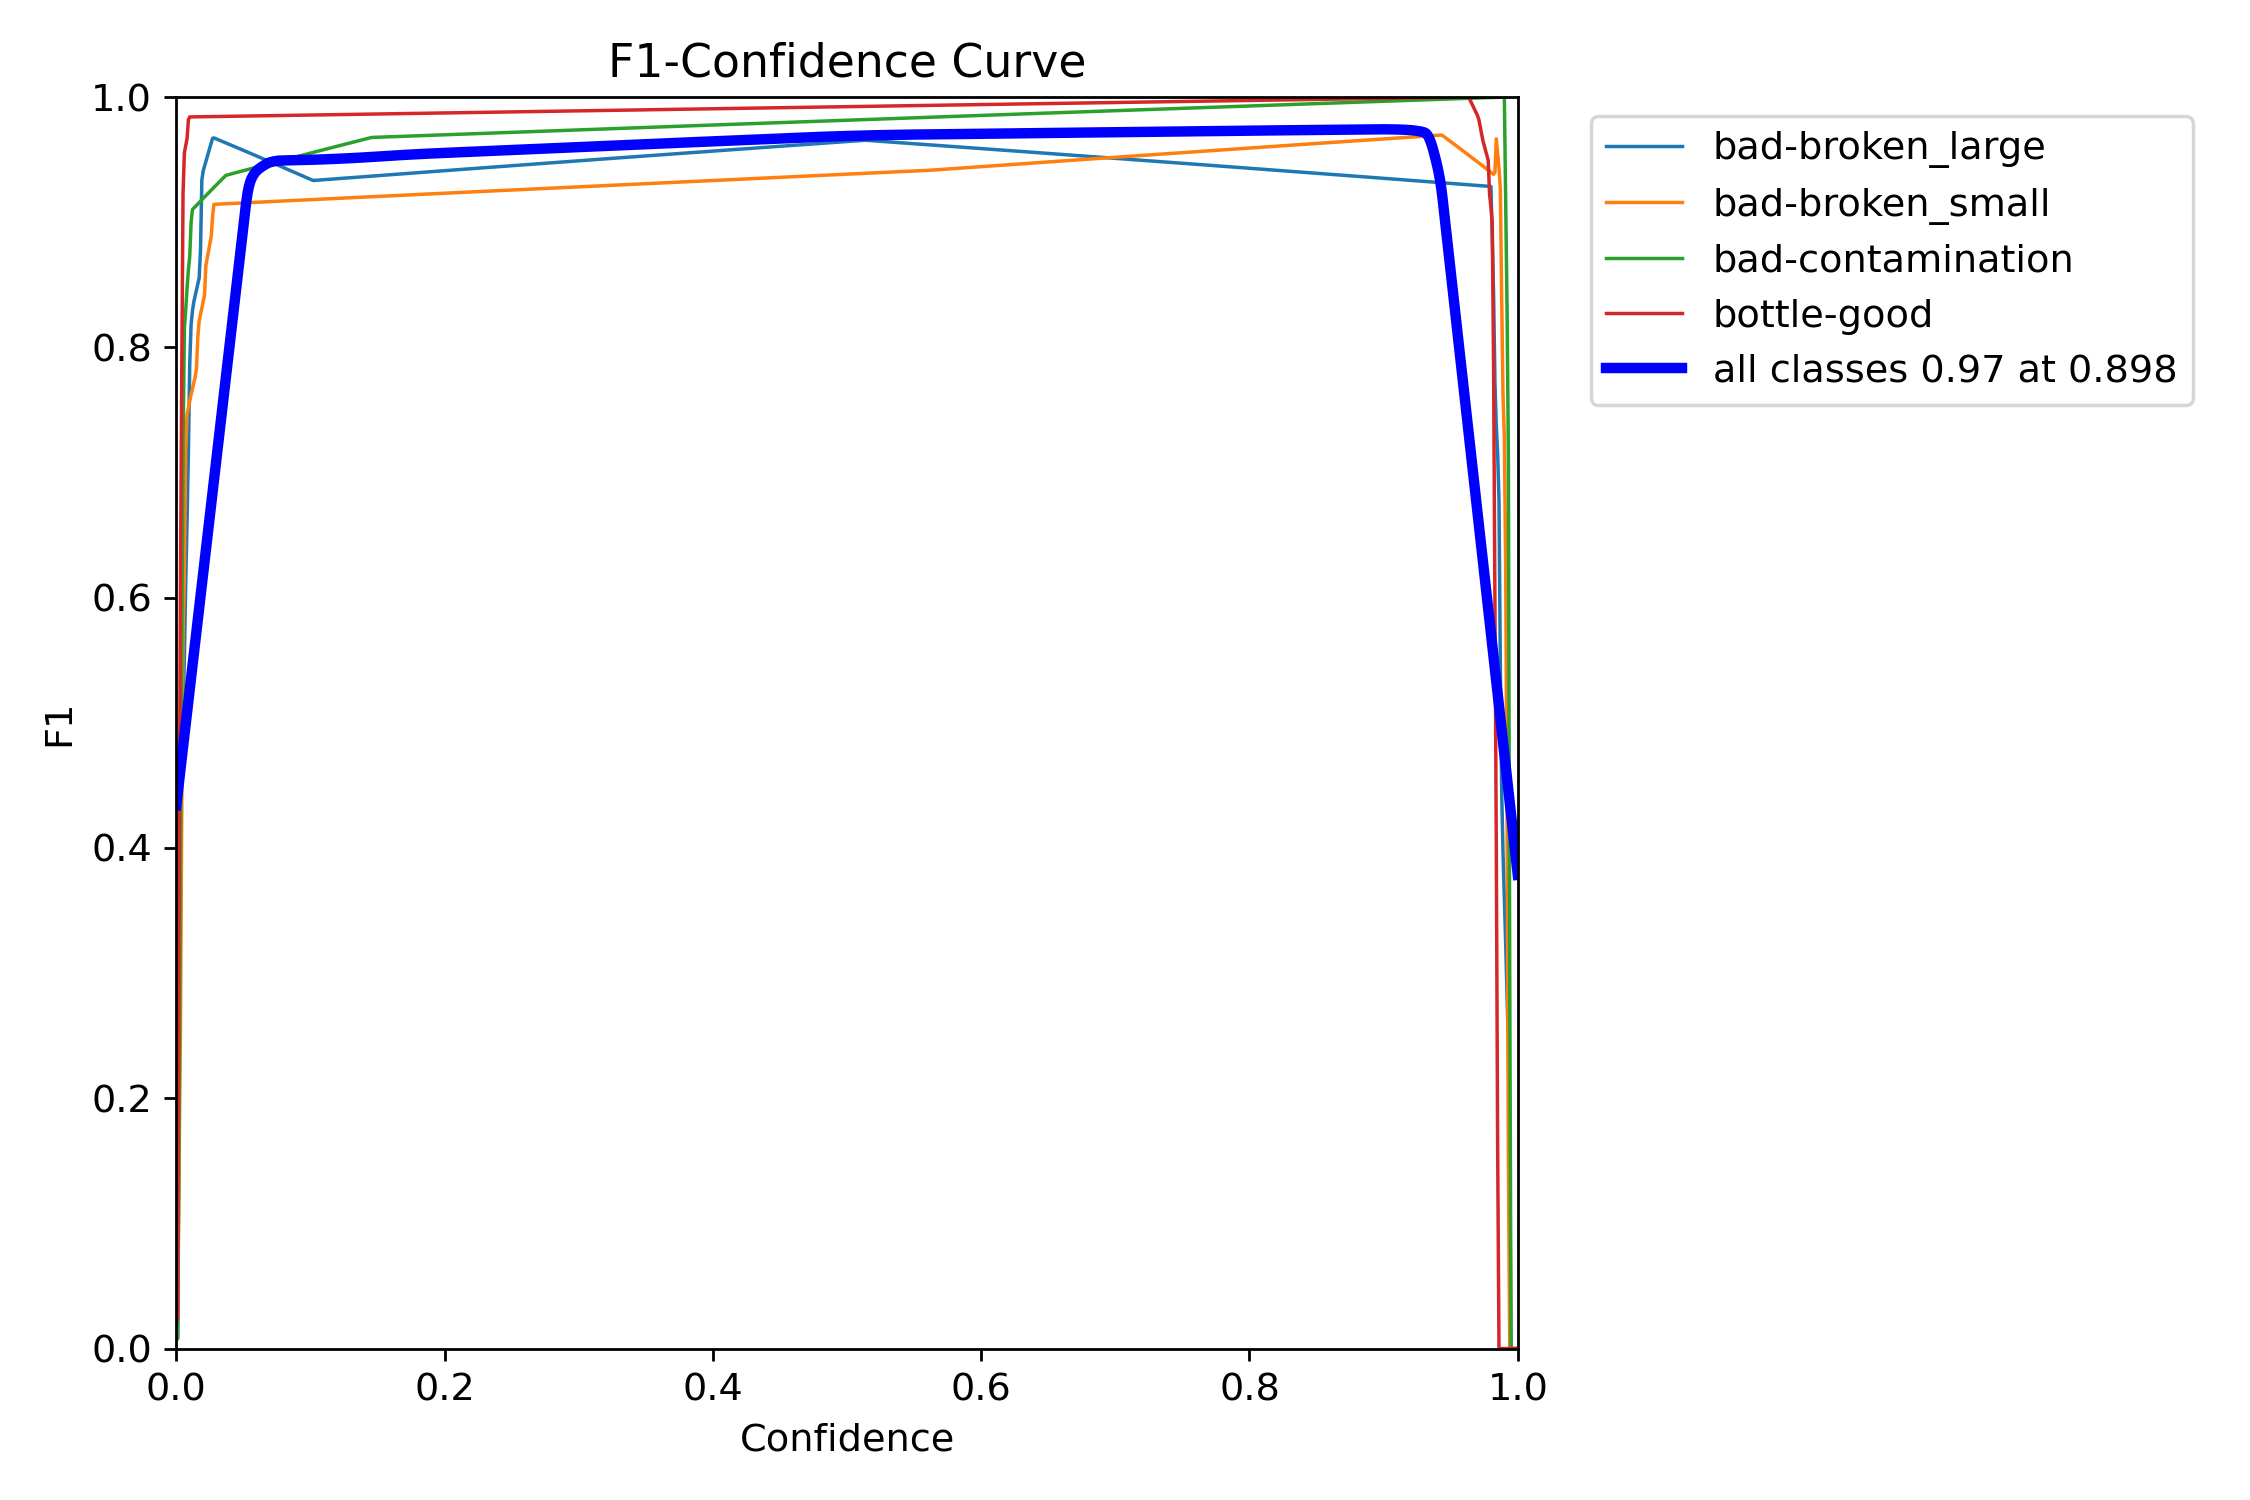 F1-Confidence Curve
1.0
0.8
0.6
0.4
0.2
0.0
F1
0.0 0.2 0.4 0.6 0.8 1.0
Confidence
bad-broken_large
bad-broken_small
bad-contamination
bottle-good
all classes 0.97 at 0.898